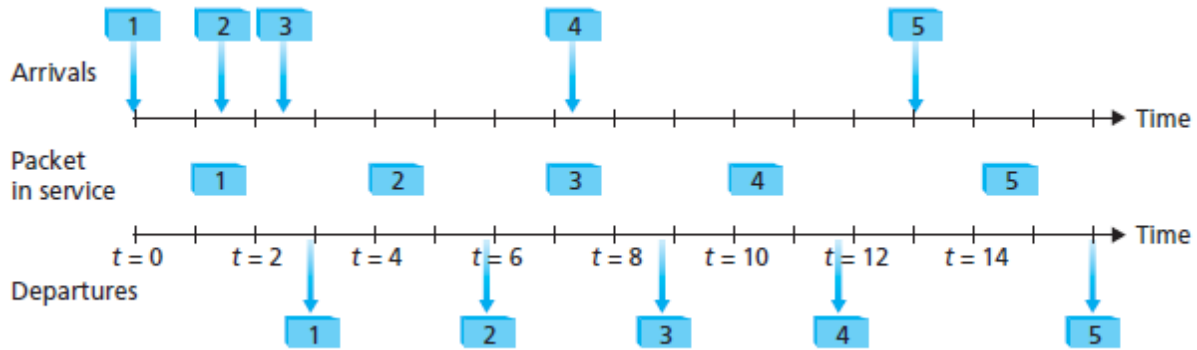 1 2 3 4 5
Arrivals
Time
Packet
in service
1 2 3 4 5
Time
t = 0 t = 2 t = 4 t = 6 t = 8 t = 10 t = 12 t = 14
Departures
1 2 3 4 5